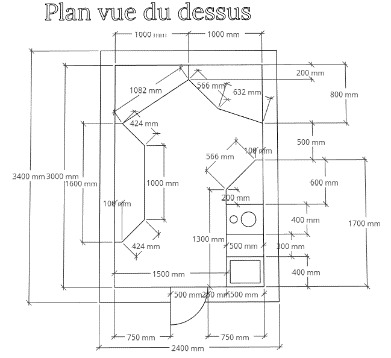 Plan vue du dessus
1000 mm 1000 mm
200 mm
566 mm
1082 mm 632 mm
800 mm
424 mm
500 mm
566 mm
3400 mm 3000 mm
1600 mm
1000 mm
600 mm
200 mm
1700 mm
400 mm
1300 mm
500 mm
424 mm
300 mm
1500 mm
400 mm
500 mm 500 mm
750 mm 750 mm
2400 mm